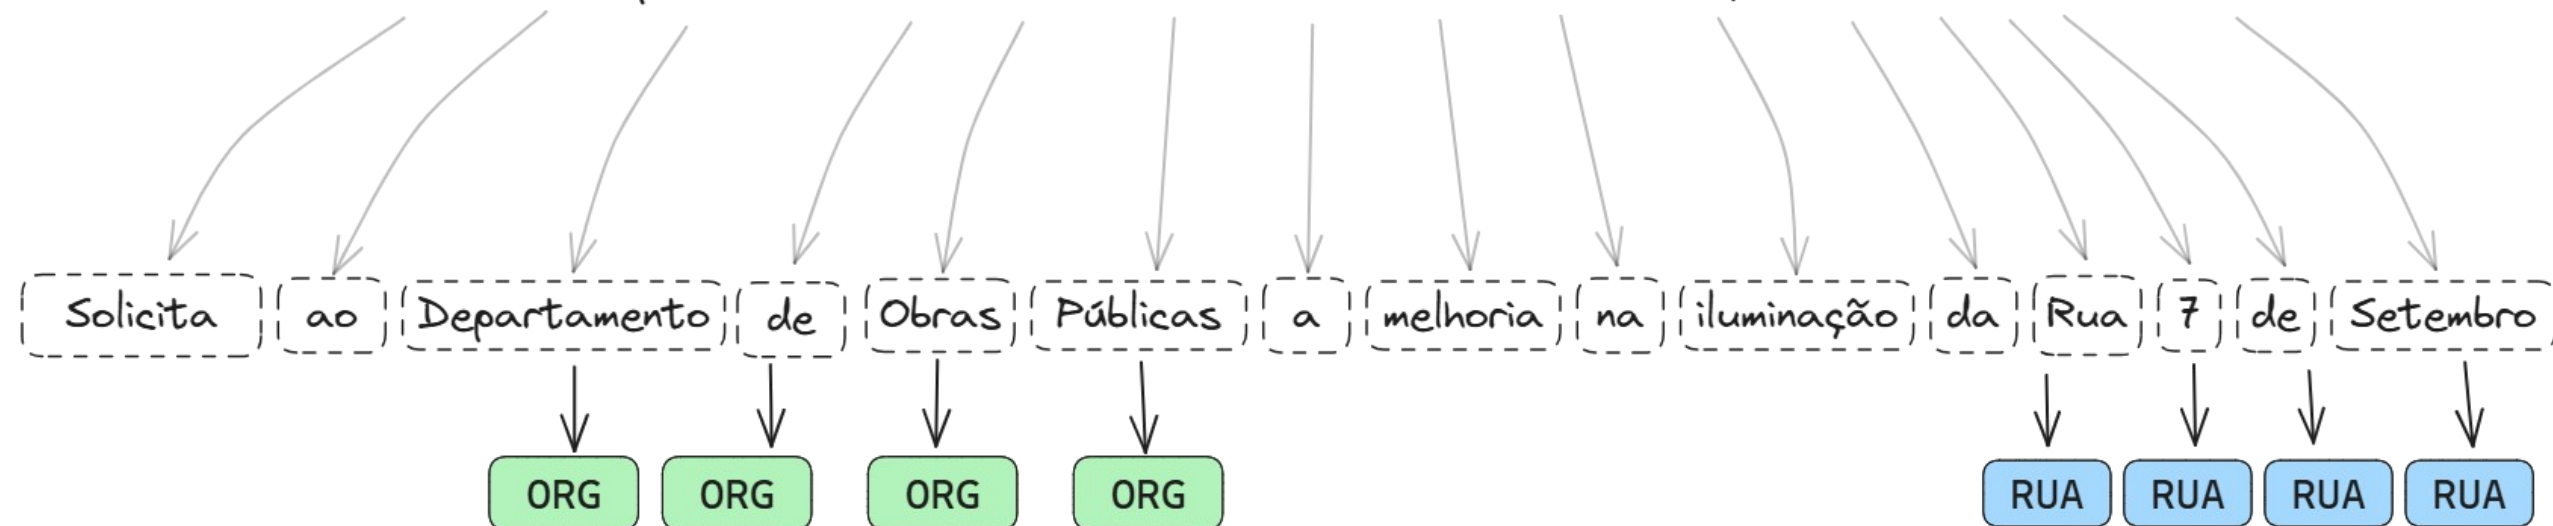 Solicita ao Departamento de Obras Públicas a melhoria na iluminação da Rua 7 de Setembro
ORG ORG ORG ORG RUA RUA RUA RUA